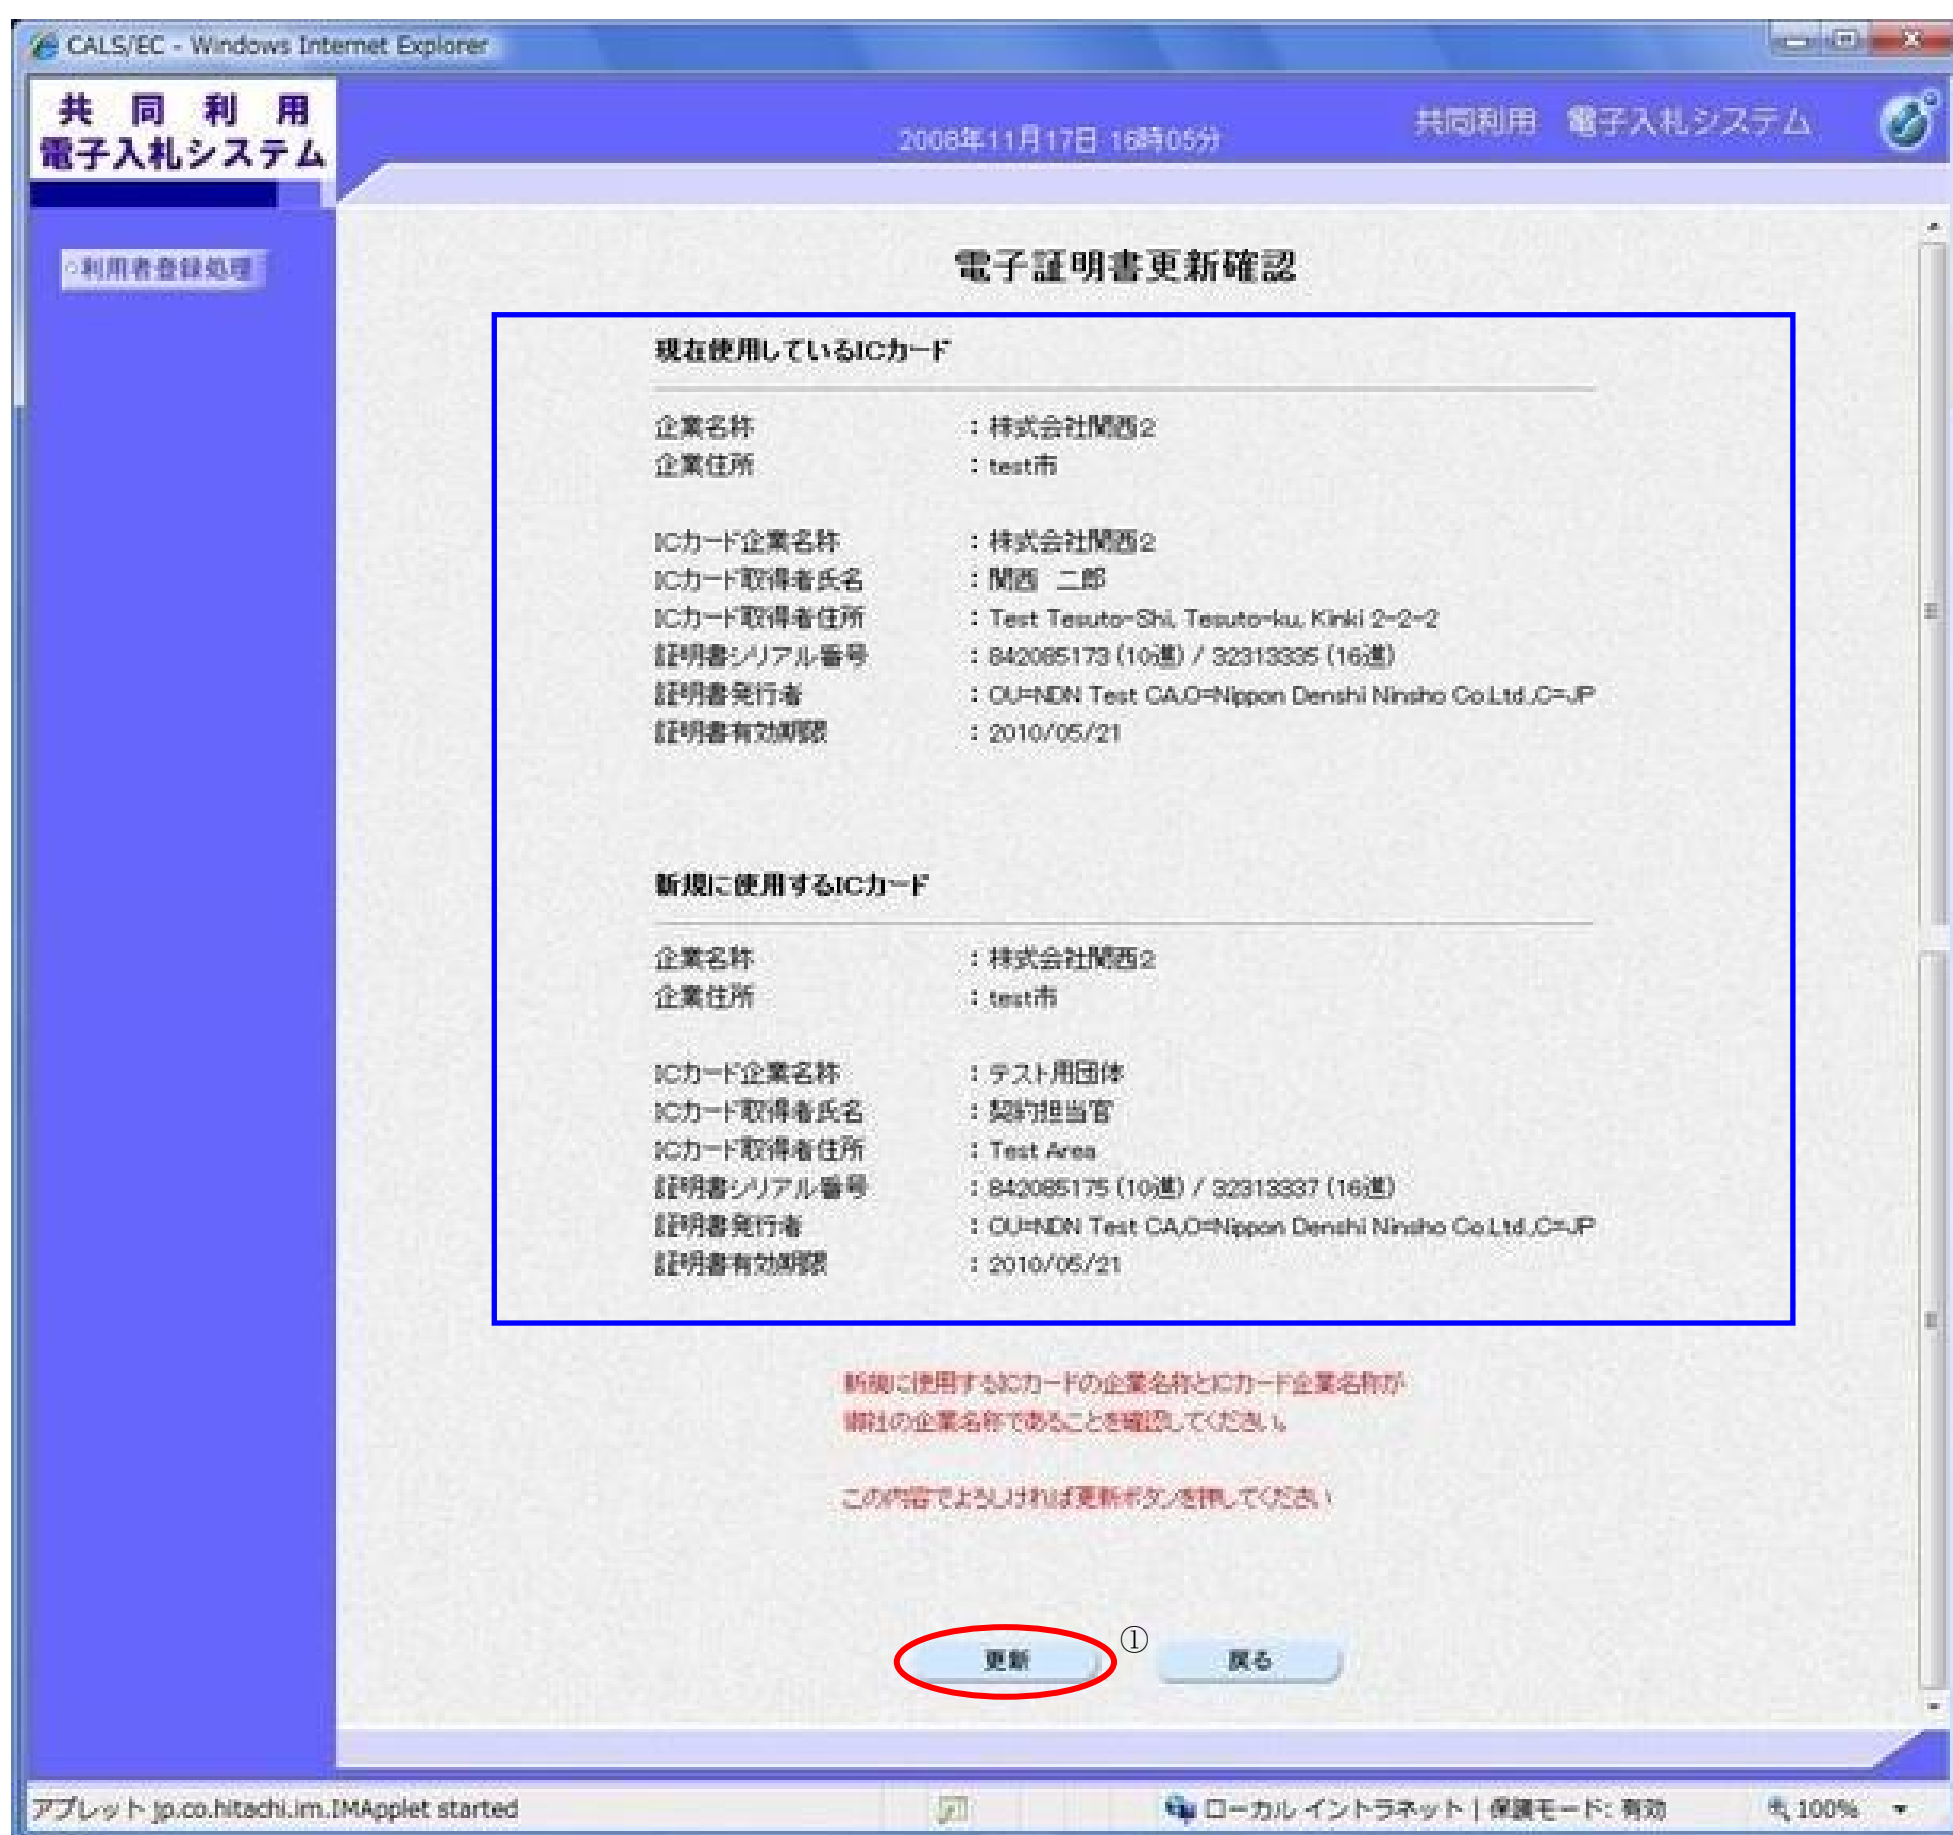 CALS/EC - Windows Internet Explorer
共同利用
電子入札システム
2008年11月17日 16時05分
共同利用 電子入札システム
○利用者登録処理
電子証明書更新確認
現在使用しているICカード
企業名称 ：株式会社関西2
企業住所 ：test市
ICカード企業名称 ：株式会社関西2
ICカード取得者氏名 ：関西 二郎
ICカード取得者住所 ：Test Tesuto-Shi, Tesuto-ku, Kinki 2-2-2
証明書シリアル番号 ：842085173 (10進) / 32313335 (16進)
証明書発行者 ：OU=NDN Test CA,O=Nippon Denshi Ninsho Co.Ltd.,C=JP
証明書有効期限 ：2010/05/21
新規に使用するICカード
企業名称 ：株式会社関西2
企業住所 ：test市
ICカード企業名称 ：テスト用団体
ICカード取得者氏名 ：契約担当官
ICカード取得者住所 ：Test Area
証明書シリアル番号 ：842085175 (10進) / 32313337 (16進)
証明書発行者 ：OU=NDN Test CA,O=Nippon Denshi Ninsho Co.Ltd.,C=JP
証明書有効期限 ：2010/05/21
新規に使用するICカードの企業名称とICカード企業名称が
御社の企業名称であることを確認してください。
この内容でよろしければ更新ボタンを押してください
更新 ① 戻る
アプレット jp.co.hitachi.im.IMApplet started ローカル イントラネット | 保護モード: 有効 100%